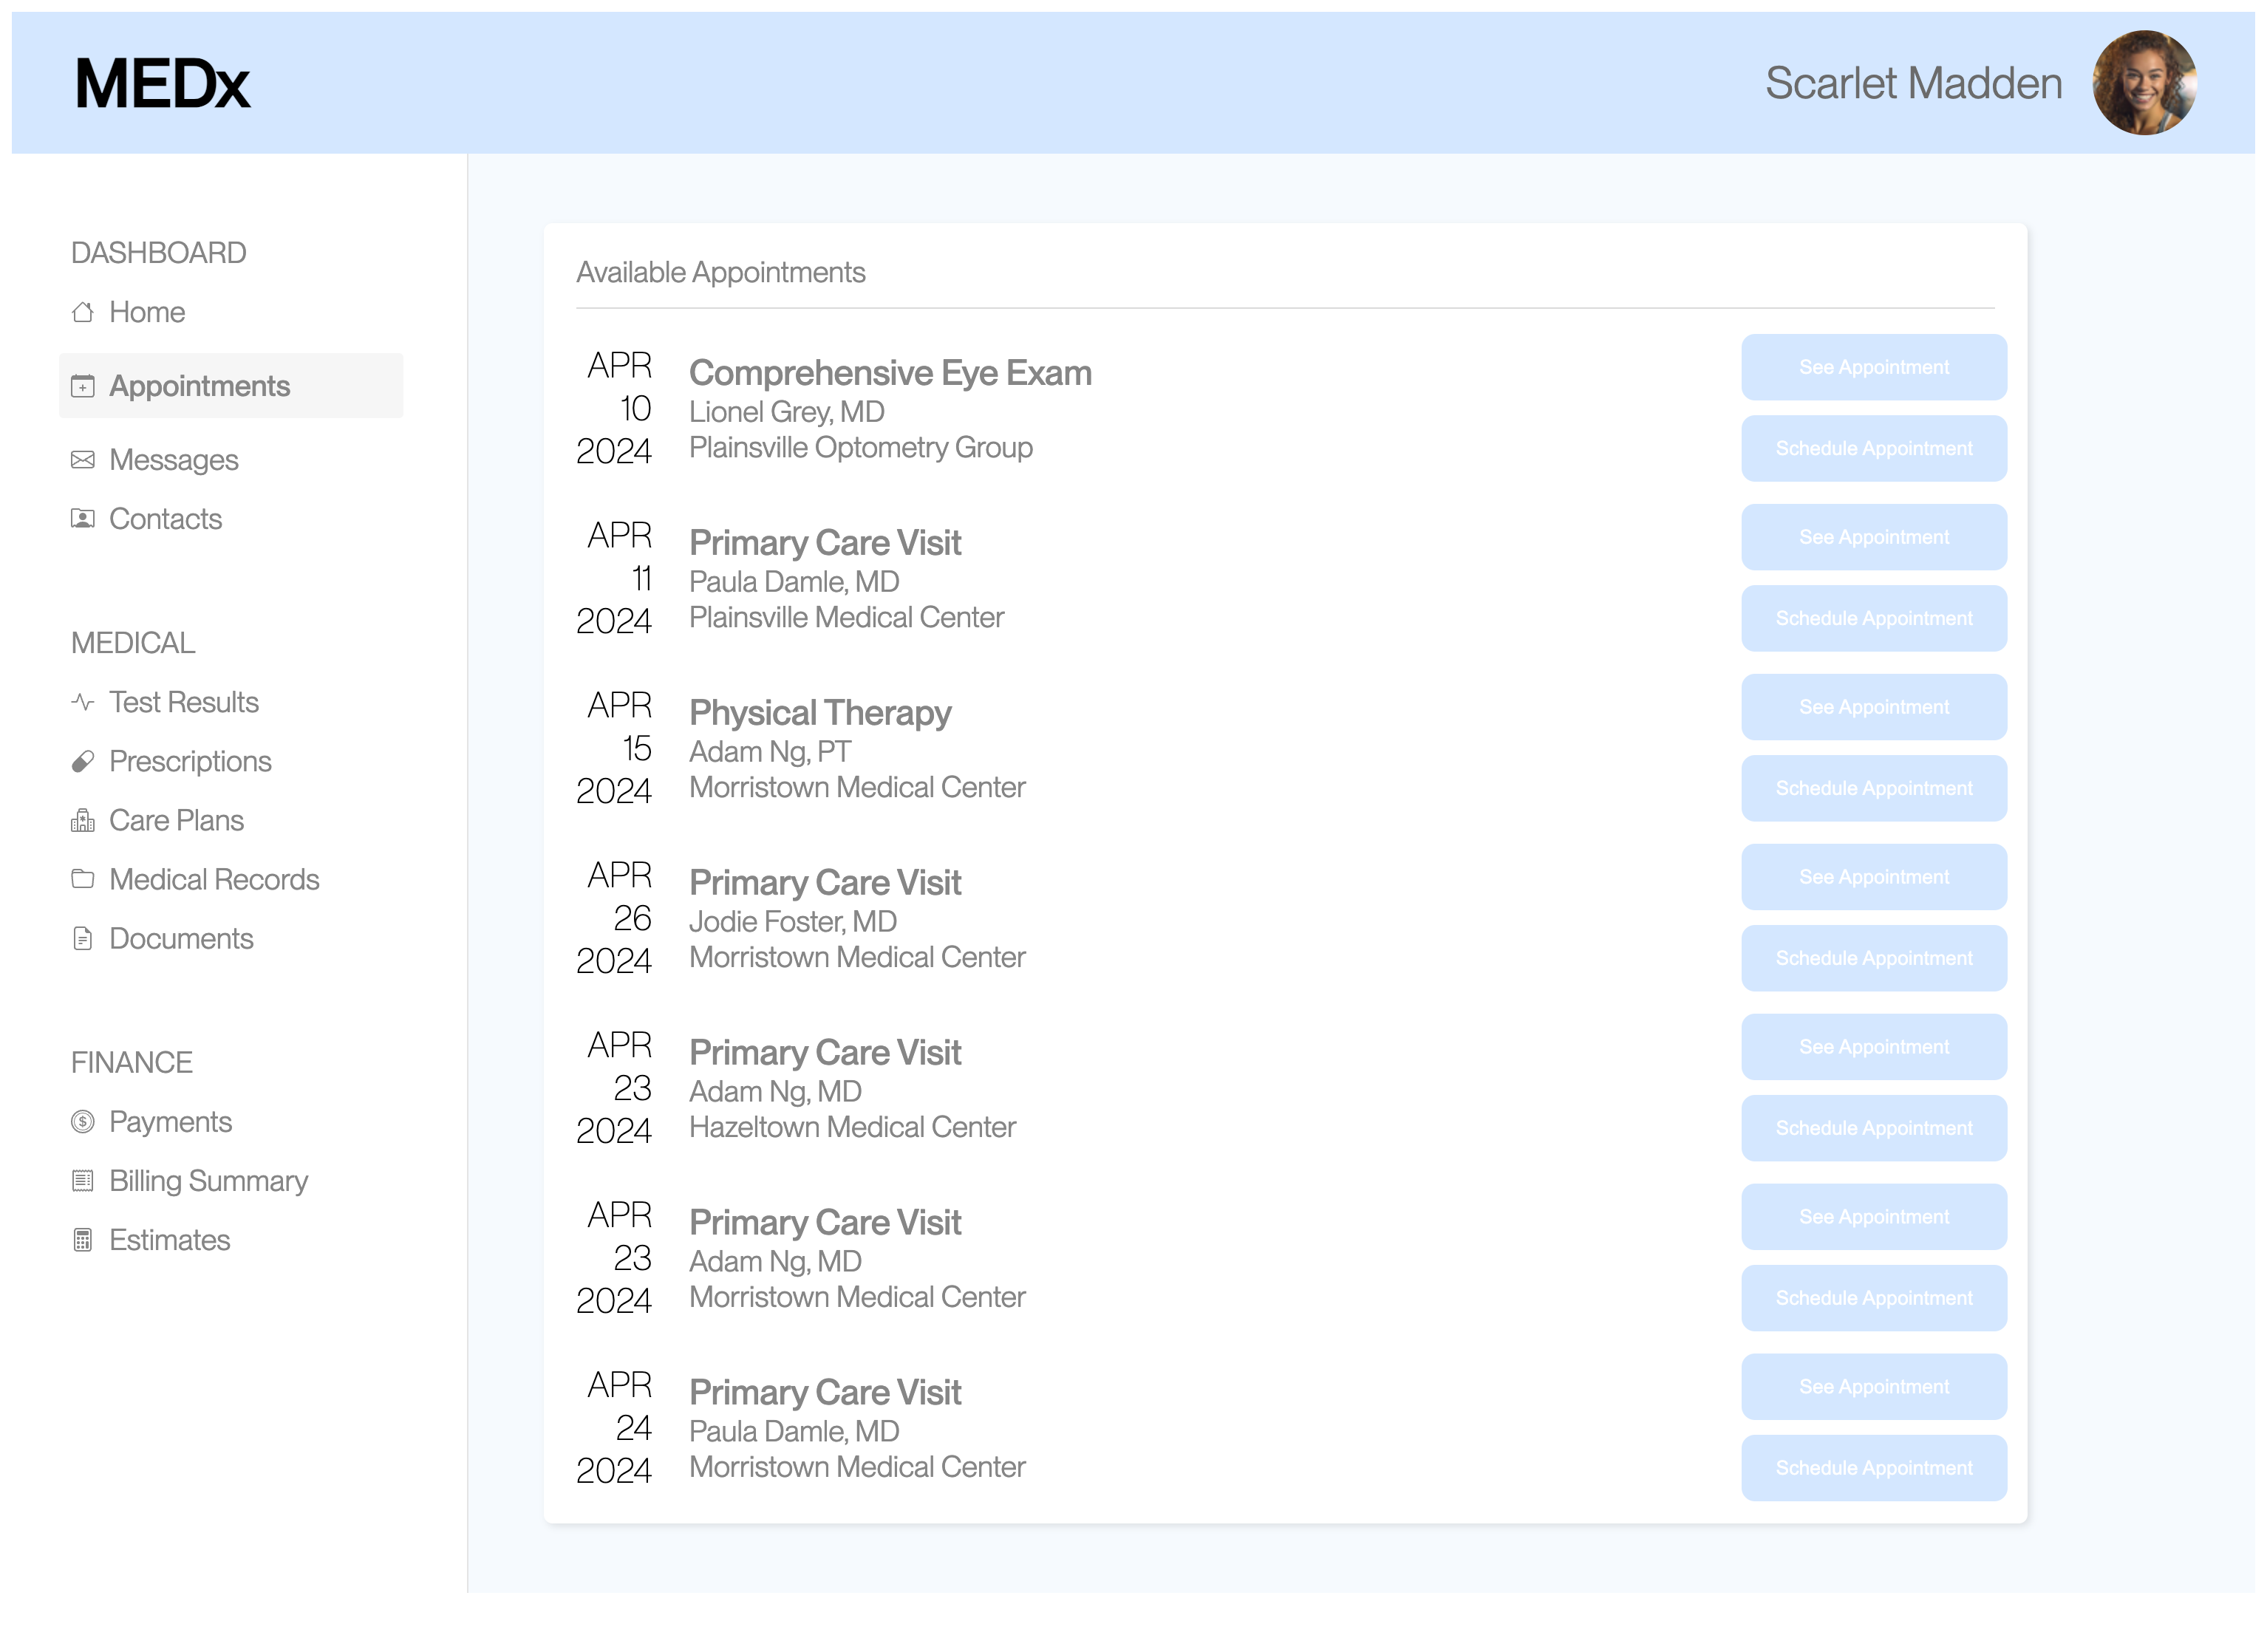 MEDx
Scarlet Madden
DASHBOARD
Home
Appointments
Messages
Contacts
MEDICAL
Test Results
Prescriptions
Care Plans
Medical Records
Documents
FINANCE
Payments
Billing Summary
Estimates
Available Appointments
APR
10
2024
Comprehensive Eye Exam
Lionel Grey, MD
Plainsville Optometry Group
See Appointment
Schedule Appointment
APR
11
2024
Primary Care Visit
Paula Damle, MD
Plainsville Medical Center
See Appointment
Schedule Appointment
APR
15
2024
Physical Therapy
Adam Ng, PT
Morristown Medical Center
See Appointment
Schedule Appointment
APR
26
2024
Primary Care Visit
Jodie Foster, MD
Morristown Medical Center
See Appointment
Schedule Appointment
APR
23
2024
Primary Care Visit
Adam Ng, MD
Hazeltown Medical Center
See Appointment
Schedule Appointment
APR
23
2024
Primary Care Visit
Adam Ng, MD
Morristown Medical Center
See Appointment
Schedule Appointment
APR
24
2024
Primary Care Visit
Paula Damle, MD
Morristown Medical Center
See Appointment
Schedule Appointment